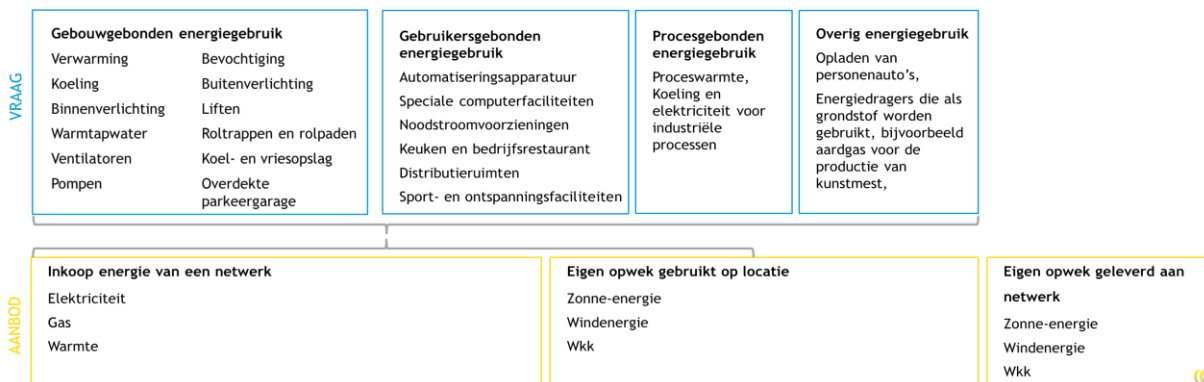 VRAAG
Gebouwgebonden energiegebruik
Verwarming
Koeling
Binnenverlichting
Warmtapwater
Ventilatoren
Pompen
Bevochtiging
Buitenverlichting
Liften
Roltrappen en rolpaden
Koel- en vriesopslag
Overdekte
parkeergarage
Gebruikersgebonden
energiegebruik
Automatiseringsapparatuur
Speciale computerfaciliteiten
Noodstroomvoorzieningen
Keuken en bedrijfsrestaurant
Distributieruimten
Sport- en ontspanningsfaciliteiten
Procesgebonden
energiegebruik
Proceswarmte,
Koeling en
elektriciteit voor
industriële
processen
Overig energiegebruik
Opladen van
personenauto’s,
Energiedragers die als
grondstof worden
gebruikt, bijvoorbeeld
aardgas voor de
productie van
kunstmest,
AANBOD
Inkoop energie van een netwerk
Elektriciteit
Gas
Warmte
Eigen opwek gebruikt op locatie
Zonne-energie
Windenergie
Wkk
Eigen opwek geleverd aan
netwerk
Zonne-energie
Windenergie
Wkk